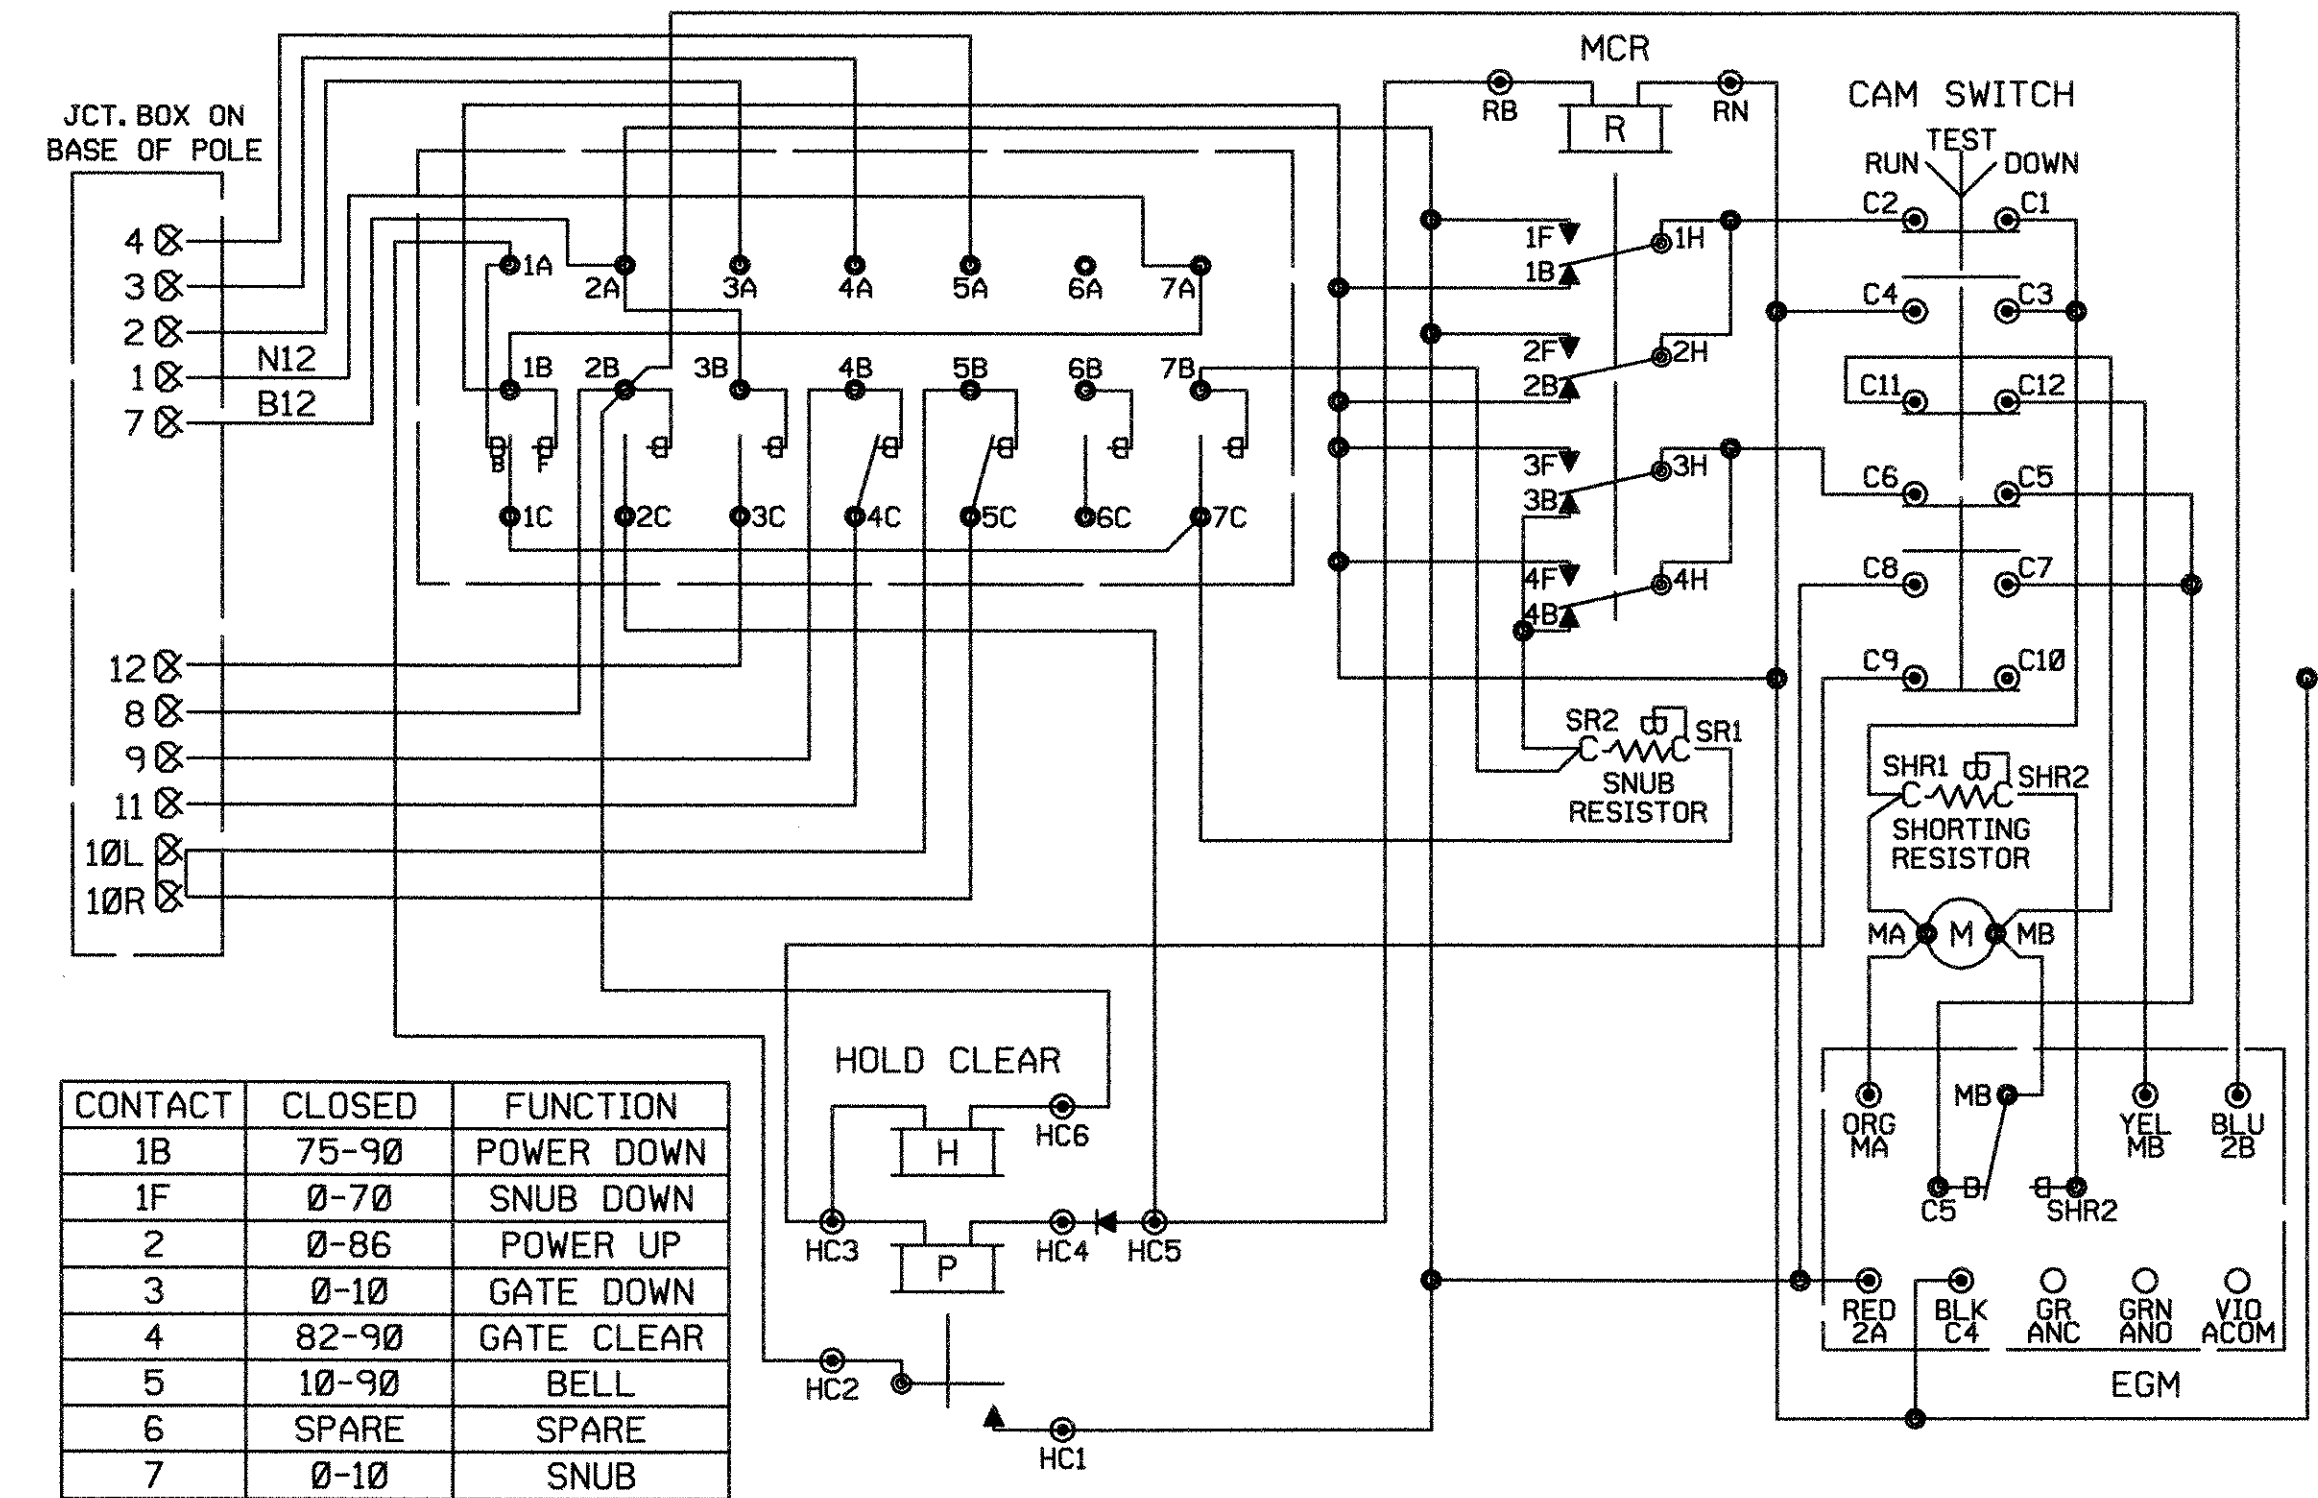 JCT. BOX ON
BASE OF POLE
4
3
2
1
7
N12
B12
12
8
9
11
10L
10R
1A
2A
3A
4A
5A
6A
7A
1B
2B
3B
4B
5B
6B
7B
B
F
1C
2C
3C
4C
5C
6C
7C
MCR
RB
R
RN
1F
1B
1H
2F
2B
2H
3F
3B
3H
4F
4B
4H
CAM SWITCH
TEST
RUN
DOWN
C2
C1
C4
C3
C11
C12
C6
C5
C8
C7
C9
C10
SR2
SR1
SNUB
RESISTOR
SHR1
SHR2
SHORTING
RESISTOR
MA
M
MB
HOLD CLEAR
H
HC6
HC3
P
HC4
HC5
HC2
HC1
ORG
MA
MB
YEL
MB
BLU
2B
C5
SHR2
RED
2A
BLK
C4
GR
ANC
GRN
ANO
VIO
ACOM
EGM
CONTACT CLOSED FUNCTION
1B 75-90 POWER DOWN
1F 0-70 SNUB DOWN
2 0-86 POWER UP
3 0-10 GATE DOWN
4 82-90 GATE CLEAR
5 10-90 BELL
6 SPARE SPARE
7 0-10 SNUB